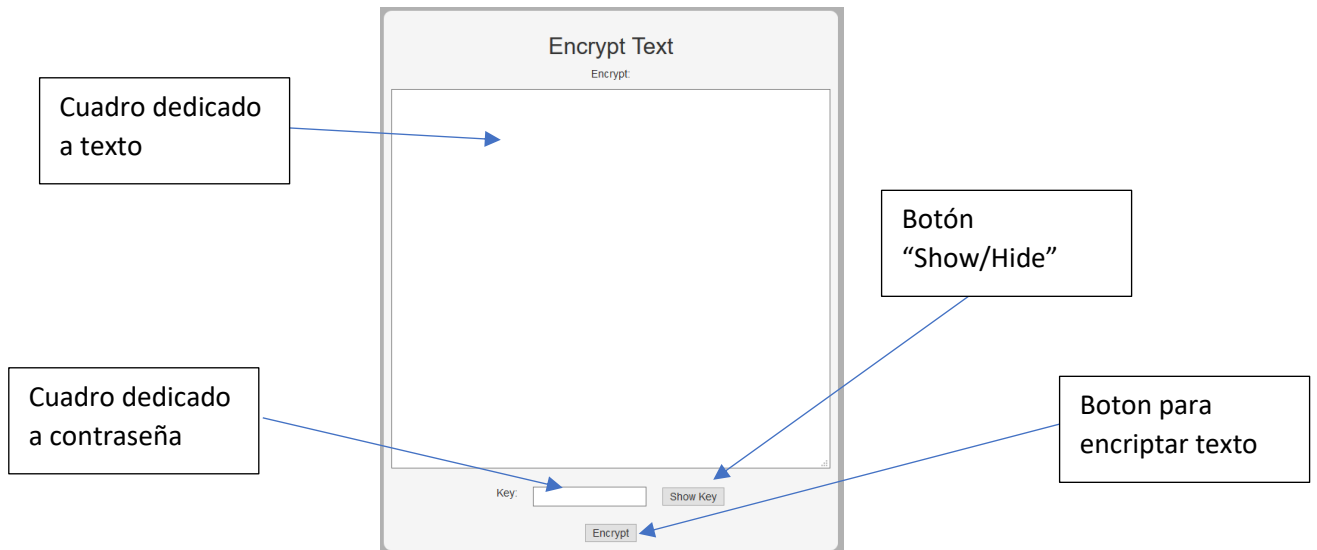 Encrypt Text
Encrypt:
Cuadro dedicado
a texto
Botón
“Show/Hide”
Cuadro dedicado
a contraseña
Boton para
encriptar texto
Key:
Show Key
Encrypt